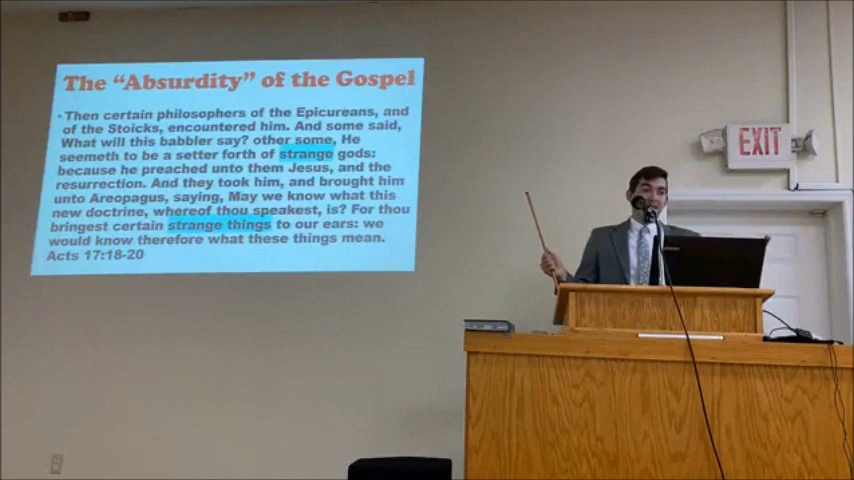 The “Absurdity” of the Gospel
• Then certain philosophers of the Epicureans, and
of the Stoicks, encountered him. And some said,
What will this babbler say? other some, He
seemeth to be a setter forth of strange gods:
because he preached unto them Jesus, and the
resurrection. And they took him, and brought him
unto Areopagus, saying, May we know what this
new doctrine, whereof thou speakest, is? For thou
bringest certain strange things to our ears: we
would know therefore what these things mean.
Acts 17:18-20
EXIT